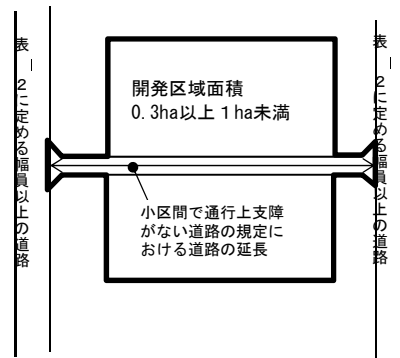 表－２に定める幅員以上の道路
開発区域面積
0.3ha以上１ha未満
小区間で通行上支障
がない道路の規定に
おける道路の延長
表－２に定める幅員以上の道路